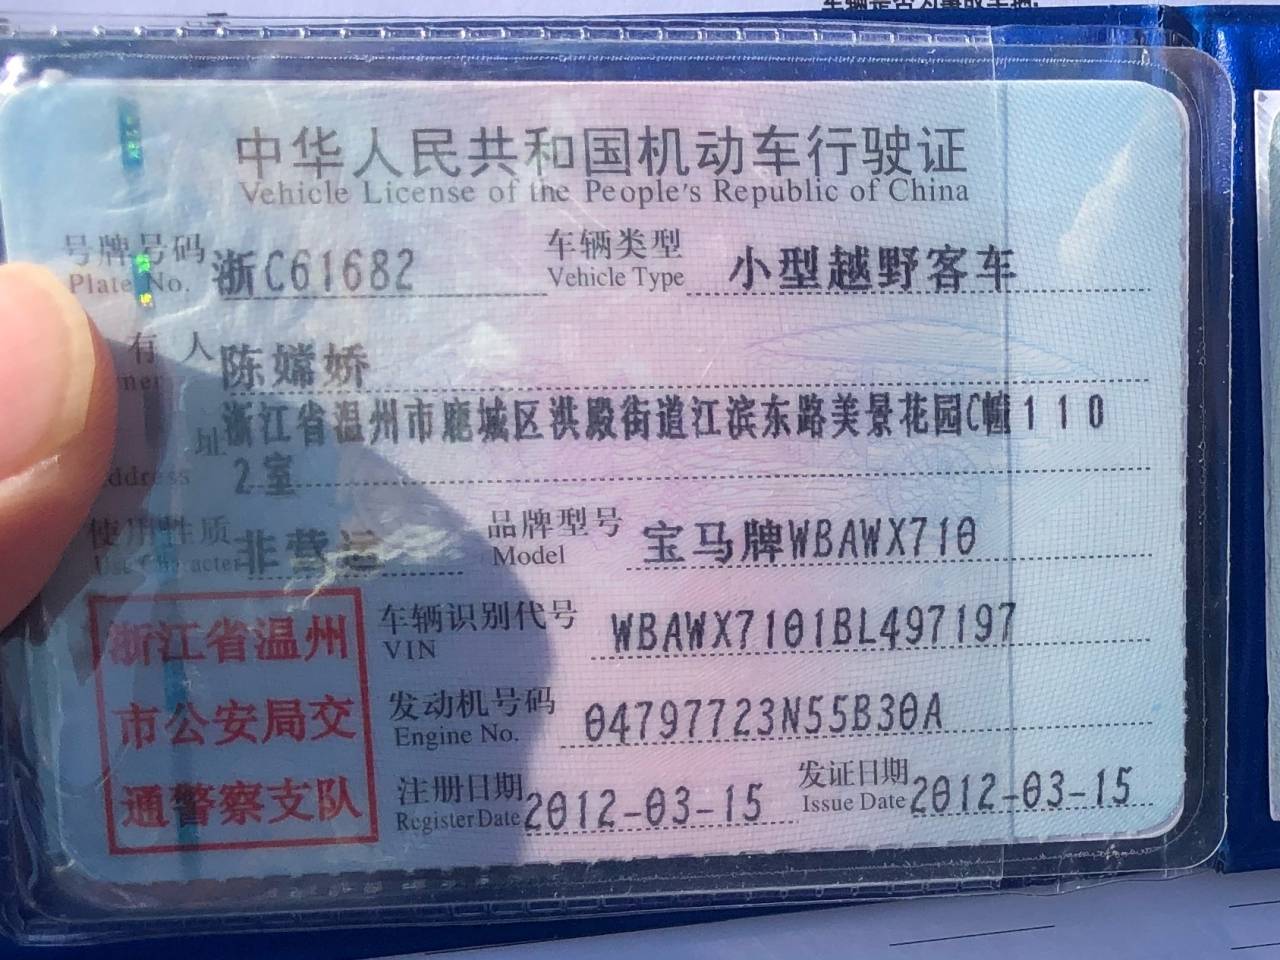 中华人民共和国机动车行驶证
Vehicle License of the People's Republic of China
号牌号码 浙C61682 车辆类型 小型越野客车
Plate No. Vehicle Type
有人 陈嫦娇
ner
址 浙江省温州市鹿城区洪殿街道江滨东路美景花园C幢110
ddress 2室
使用性质 非营运 品牌型号 宝马牌WBAWX710
Use Character Model
车辆识别代号 WBAWX7101BL497197
VIN
发动机号码 04797723N55B30A
Engine No.
注册日期 2012-03-15 发证日期 2012-03-15
Register Date Issue Date
浙江省温州
市公安局交
通警察支队